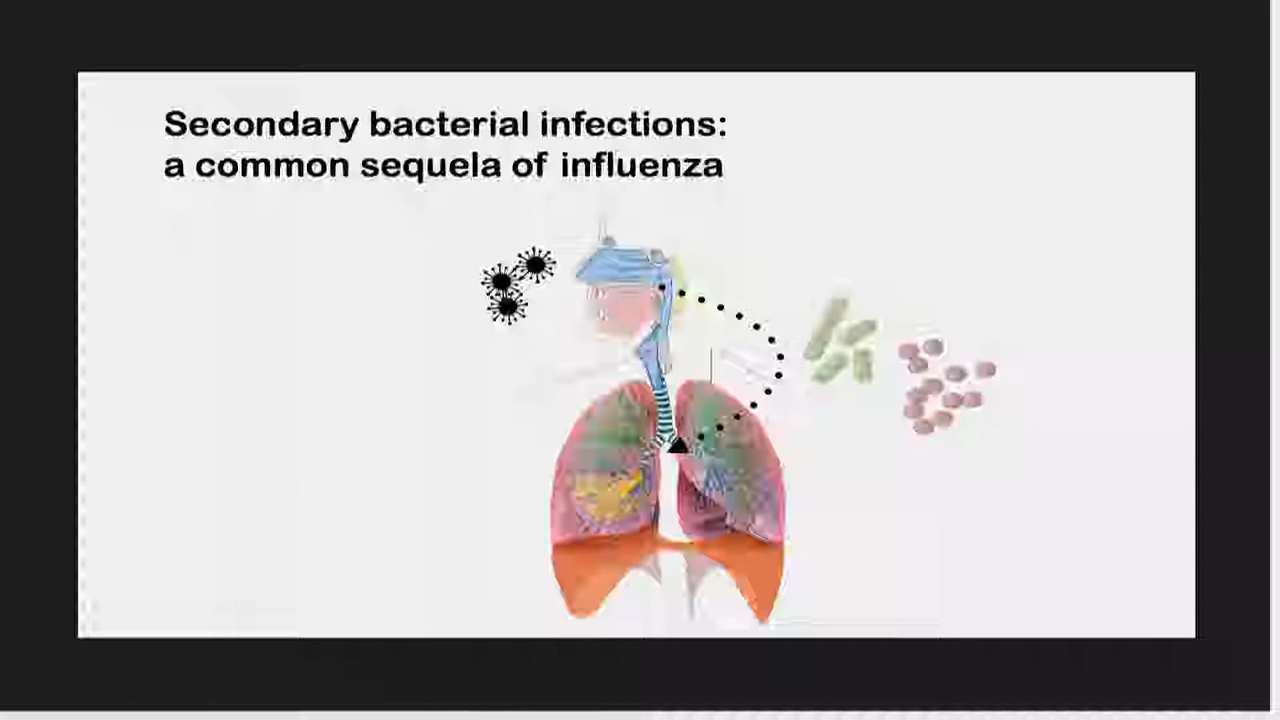 Secondary bacterial infections:
a common sequela of influenza